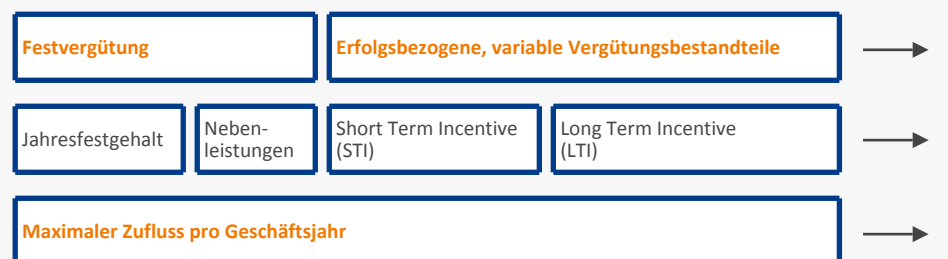 Festvergütung
Erfolgsbezogene, variable Vergütungsbestandteile
Jahresfestgehalt
Neben-
leistungen
Short Term Incentive
(STI)
Long Term Incentive
(LTI)
Maximaler Zufluss pro Geschäftsjahr